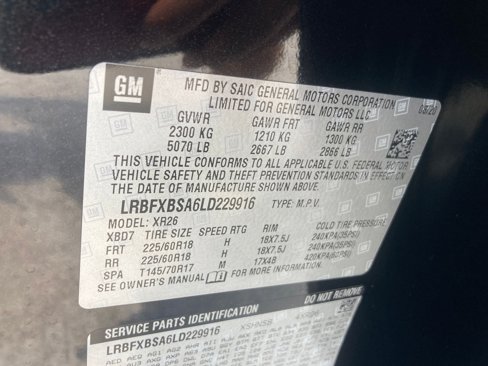 GM
MFD BY SAIC GENERAL MOTORS CORPORATION
LIMITED FOR GENERAL MOTORS LLC
09/20
GVWR GAWR FRT GAWR RR
2300 KG 1210 KG 1300 KG
5070 LB 2667 LB 2866 LB
THIS VEHICLE CONFORMS TO ALL APPLICABLE U.S. FEDERAL MOTOR
VEHICLE SAFETY AND THEFT PREVENTION STANDARDS IN EFFECT ON
THE DATE OF MANUFACTURE SHOWN ABOVE.
LRBFXBSA6LD229916 TYPE: M.P.V.
MODEL: XR26
XBD7 TIRE SIZE SPEED RTG RIM COLD TIRE PRESSURE
FRT 225/60R18 H 18X7.5J 240KPA(35PSI)
RR 225/60R18 H 18X7.5J 240KPA(35PSI)
SPA T145/70R17 M 17X4B 420KPA(60PSI)
SEE OWNER'S MANUAL FOR MORE INFORMATION.
SERVICE PARTS IDENTIFICATION DO NOT REMOVE
LRBFXBSA6LD229916